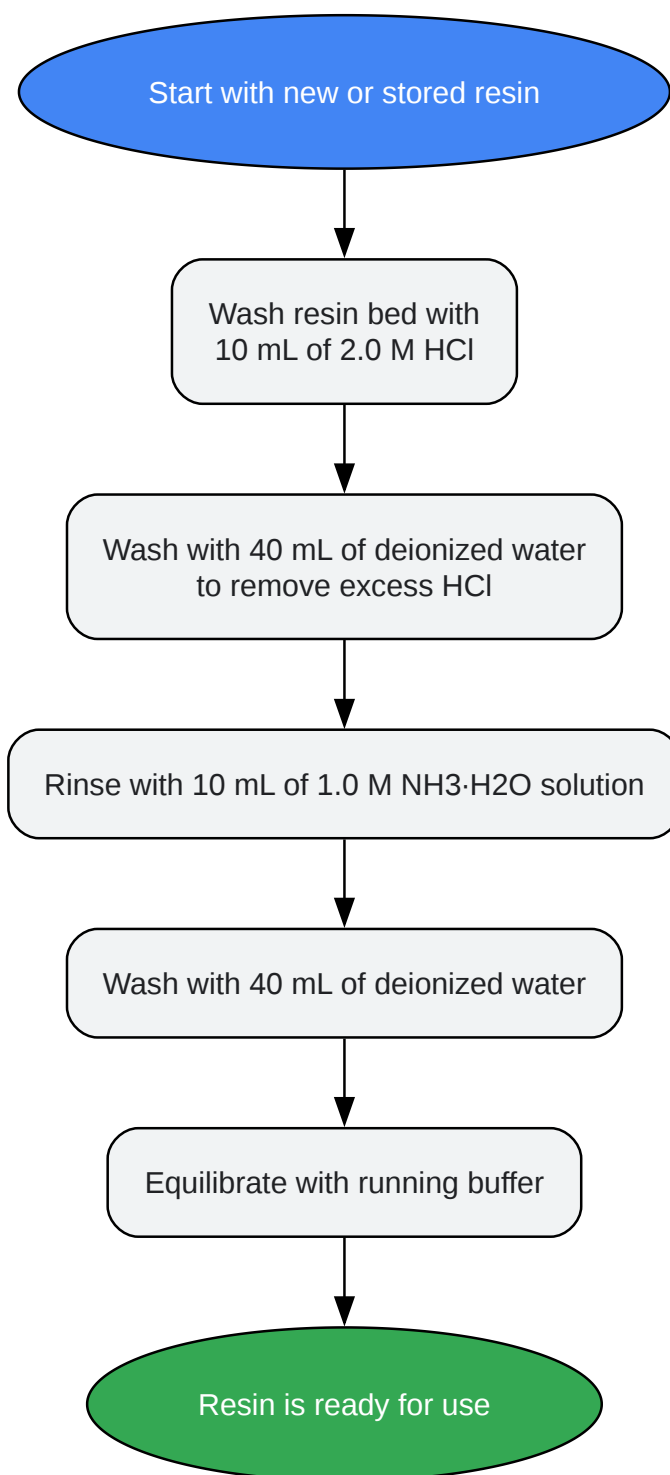 Start with new or stored resin
Wash resin bed with
10 mL of 2.0 M HCl
Wash with 40 mL of deionized water
to remove excess HCl
Rinse with 10 mL of 1.0 M NH3·H2O solution
Wash with 40 mL of deionized water
Equilibrate with running buffer
Resin is ready for use